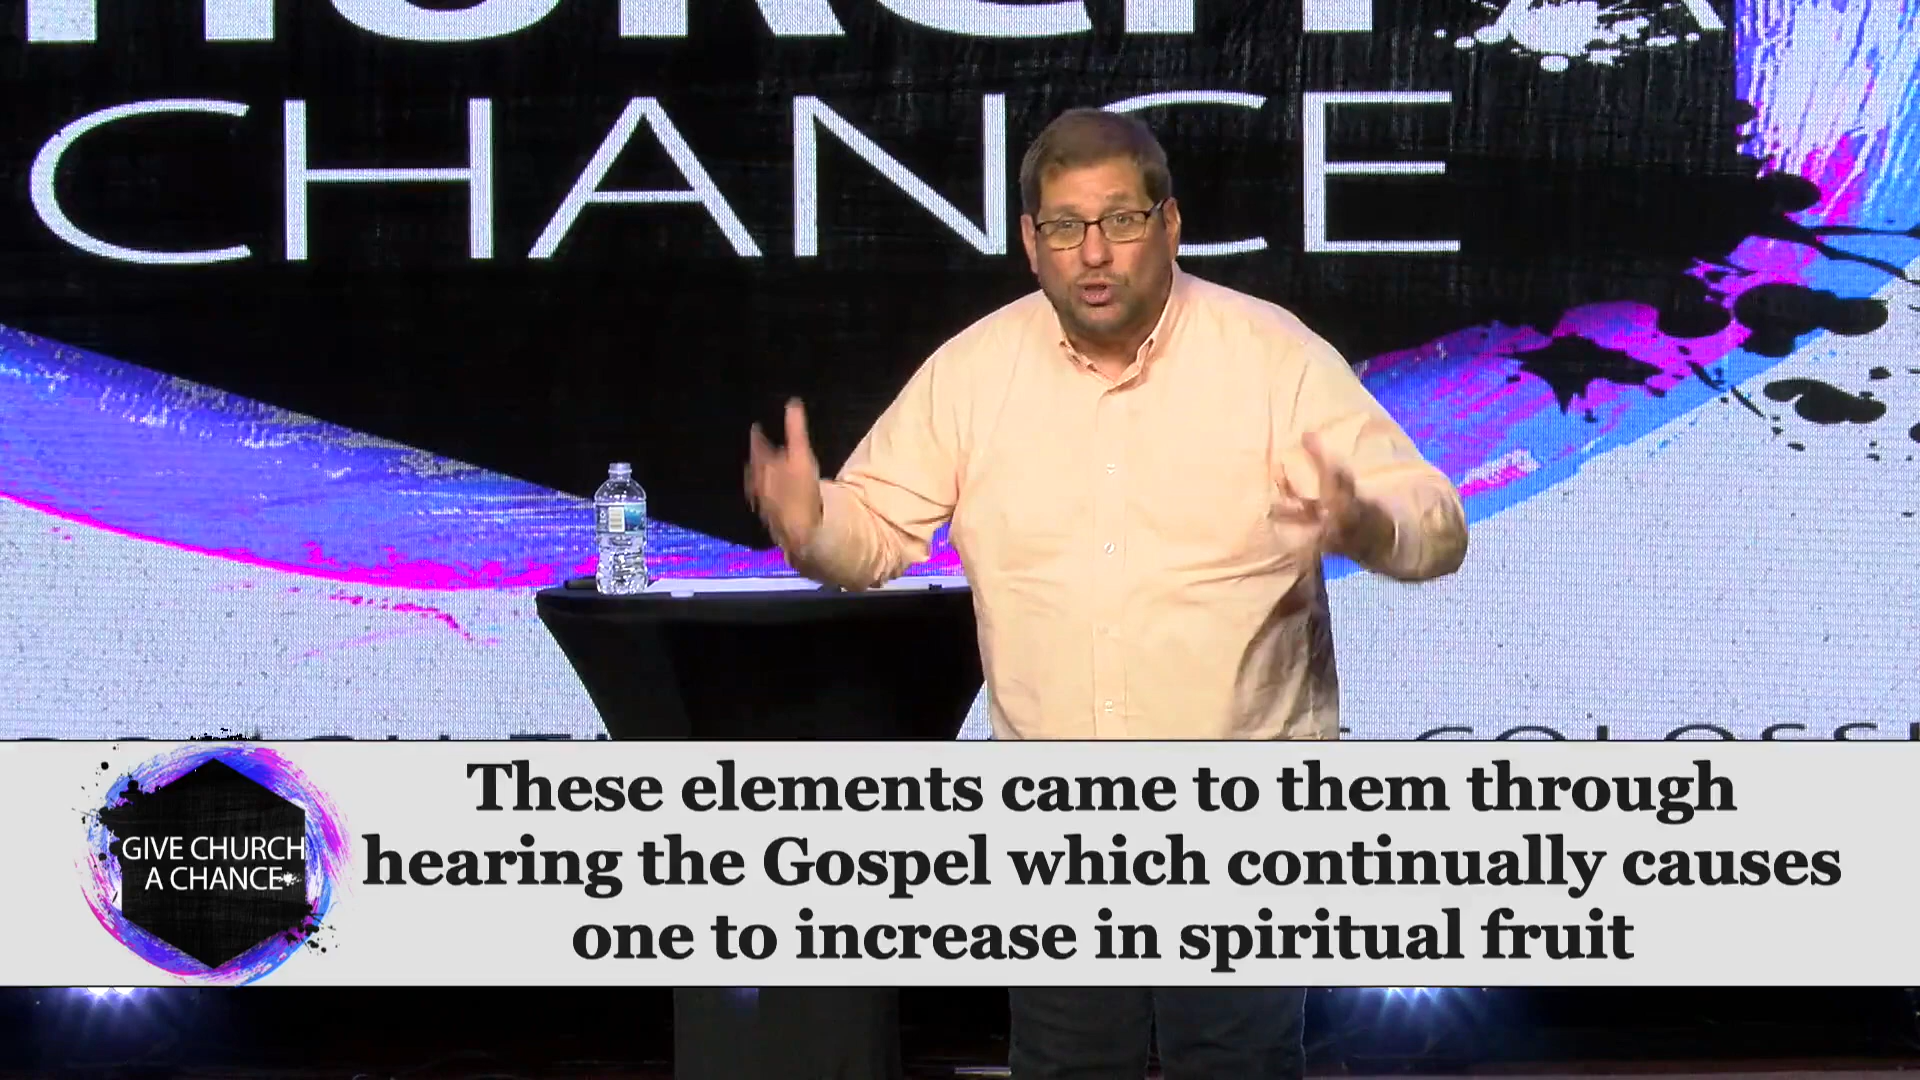 CHANCE
GIVE CHURCH
A CHANCE
These elements came to them through
hearing the Gospel which continually causes
one to increase in spiritual fruit